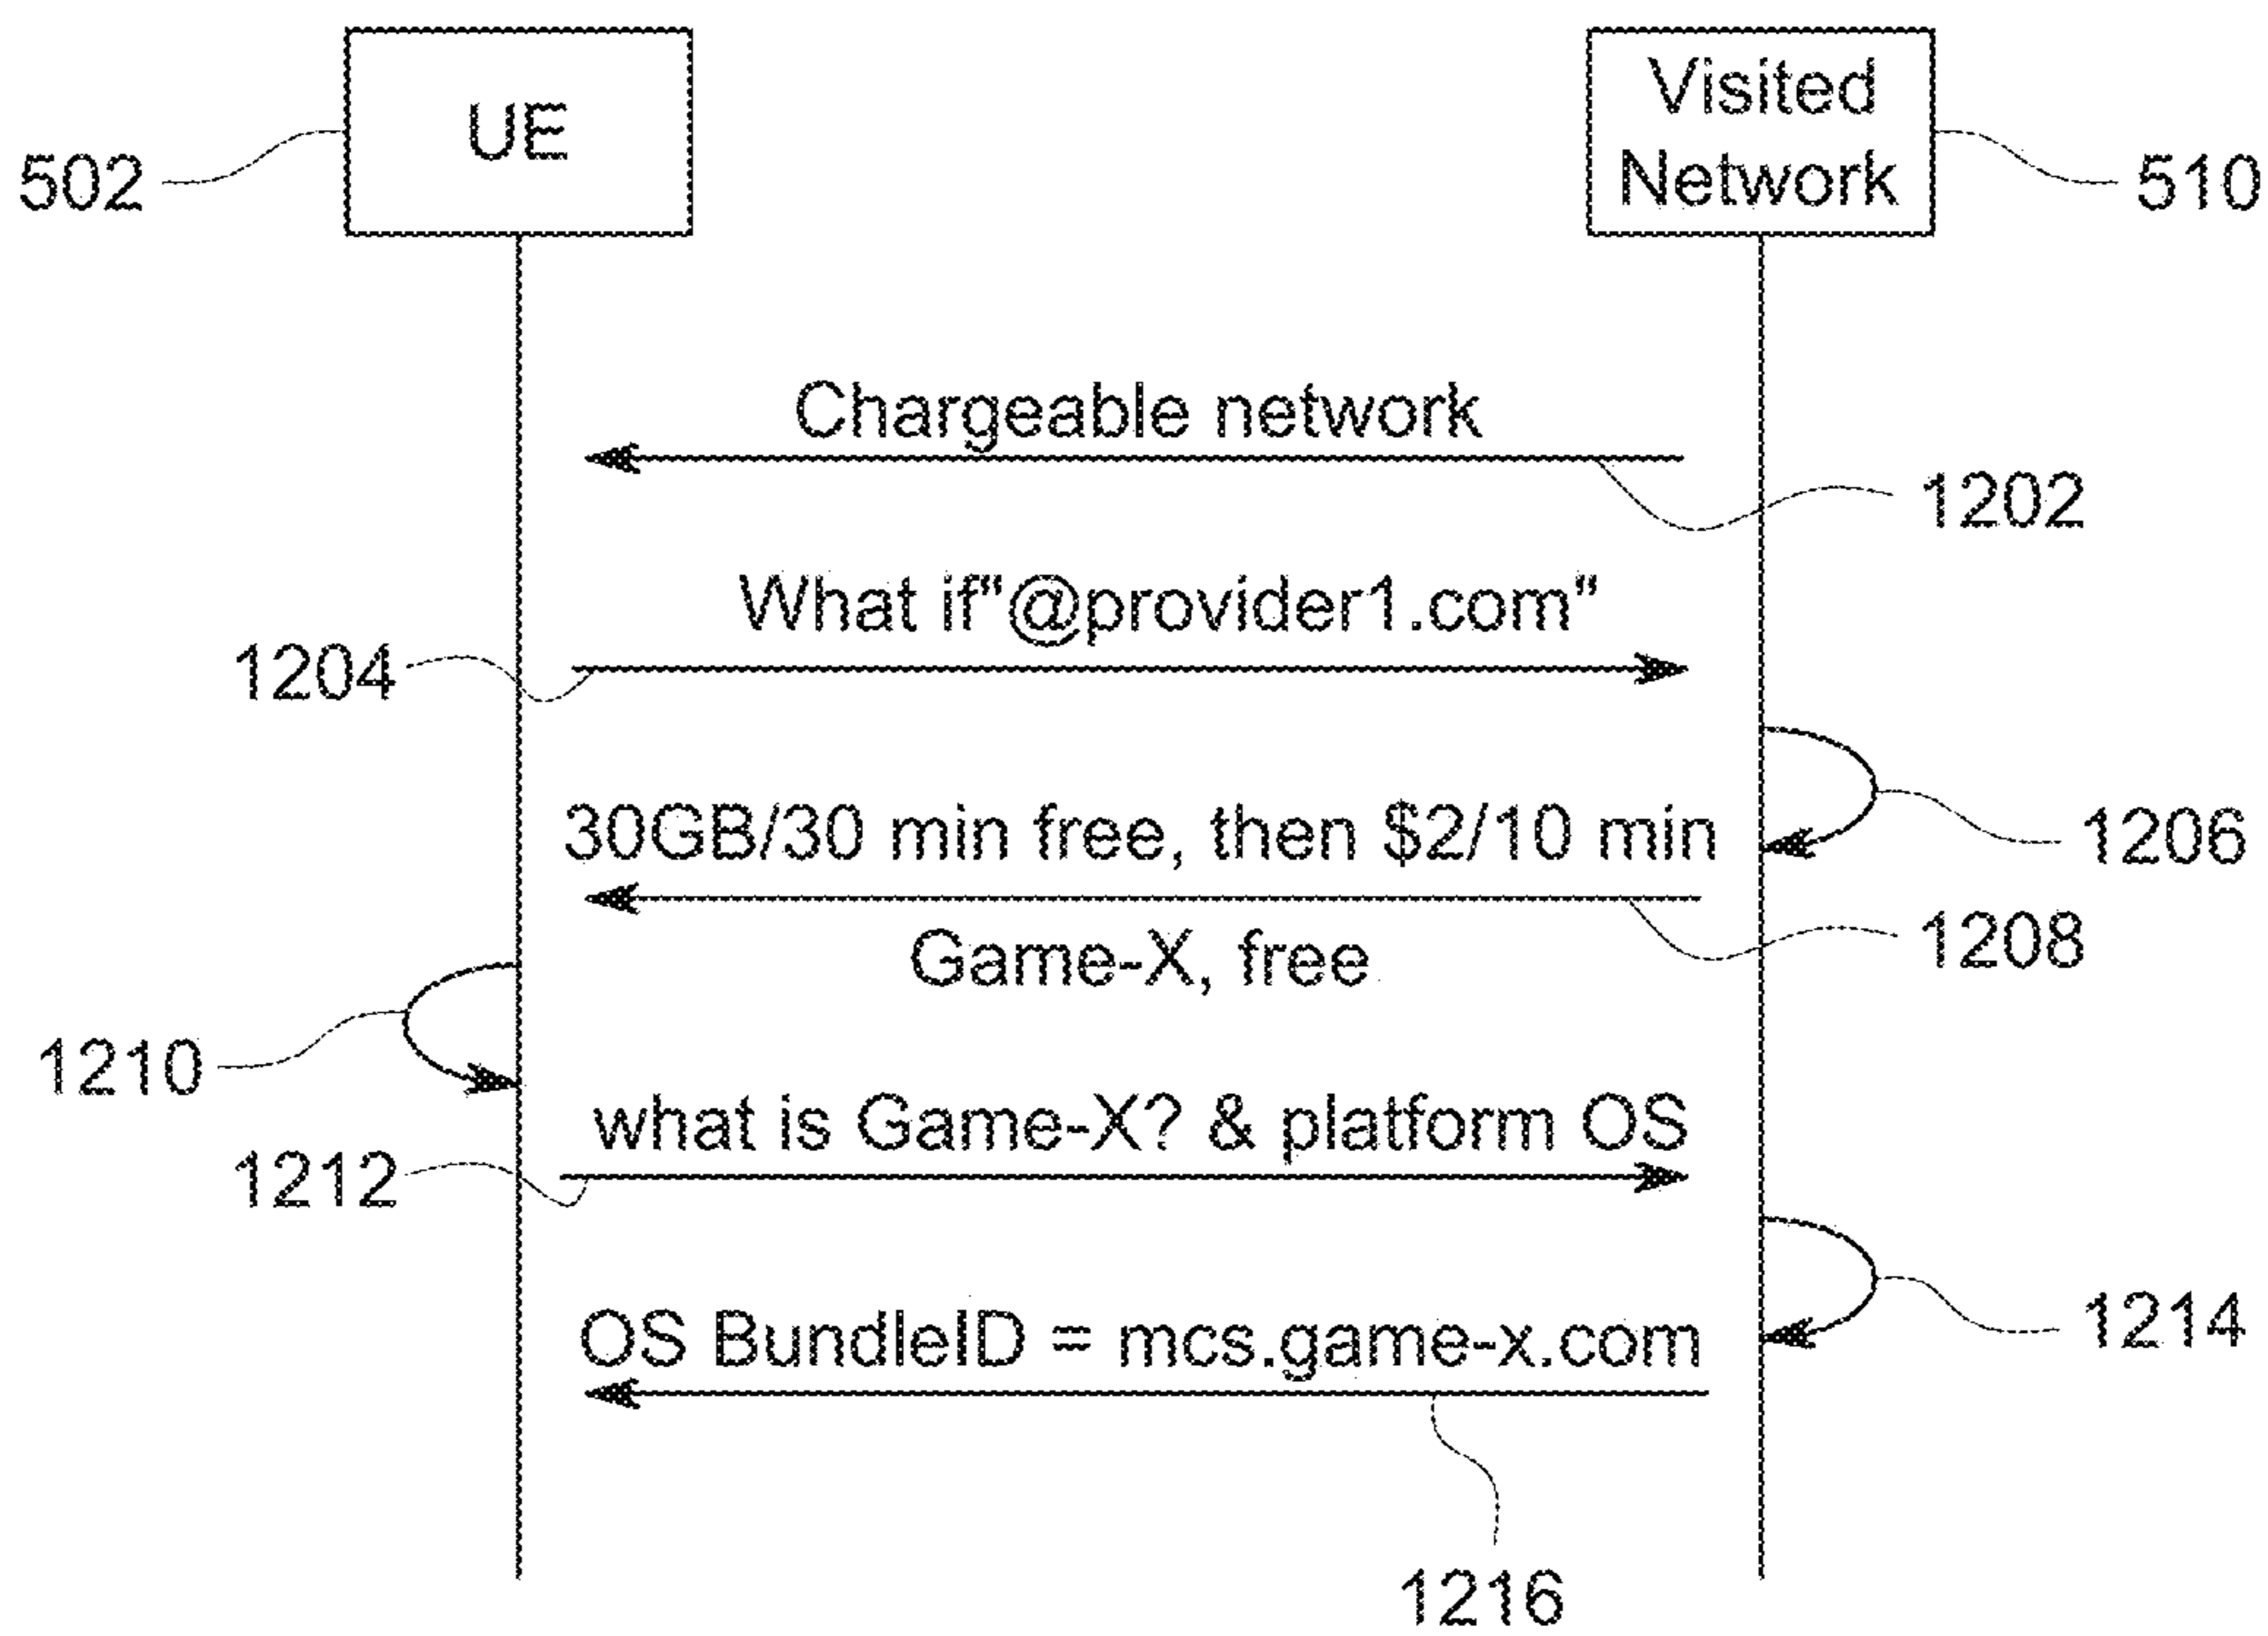 UE
Visited
Network
502
510
Chargeable network
1202
What if"@provider1.com"
1204
30GB/30 min free, then $2/10 min
1206
Game-X, free
1208
1210
what is Game-X? & platform OS
1212
OS BundleID = mcs.game-x.com
1214
1216